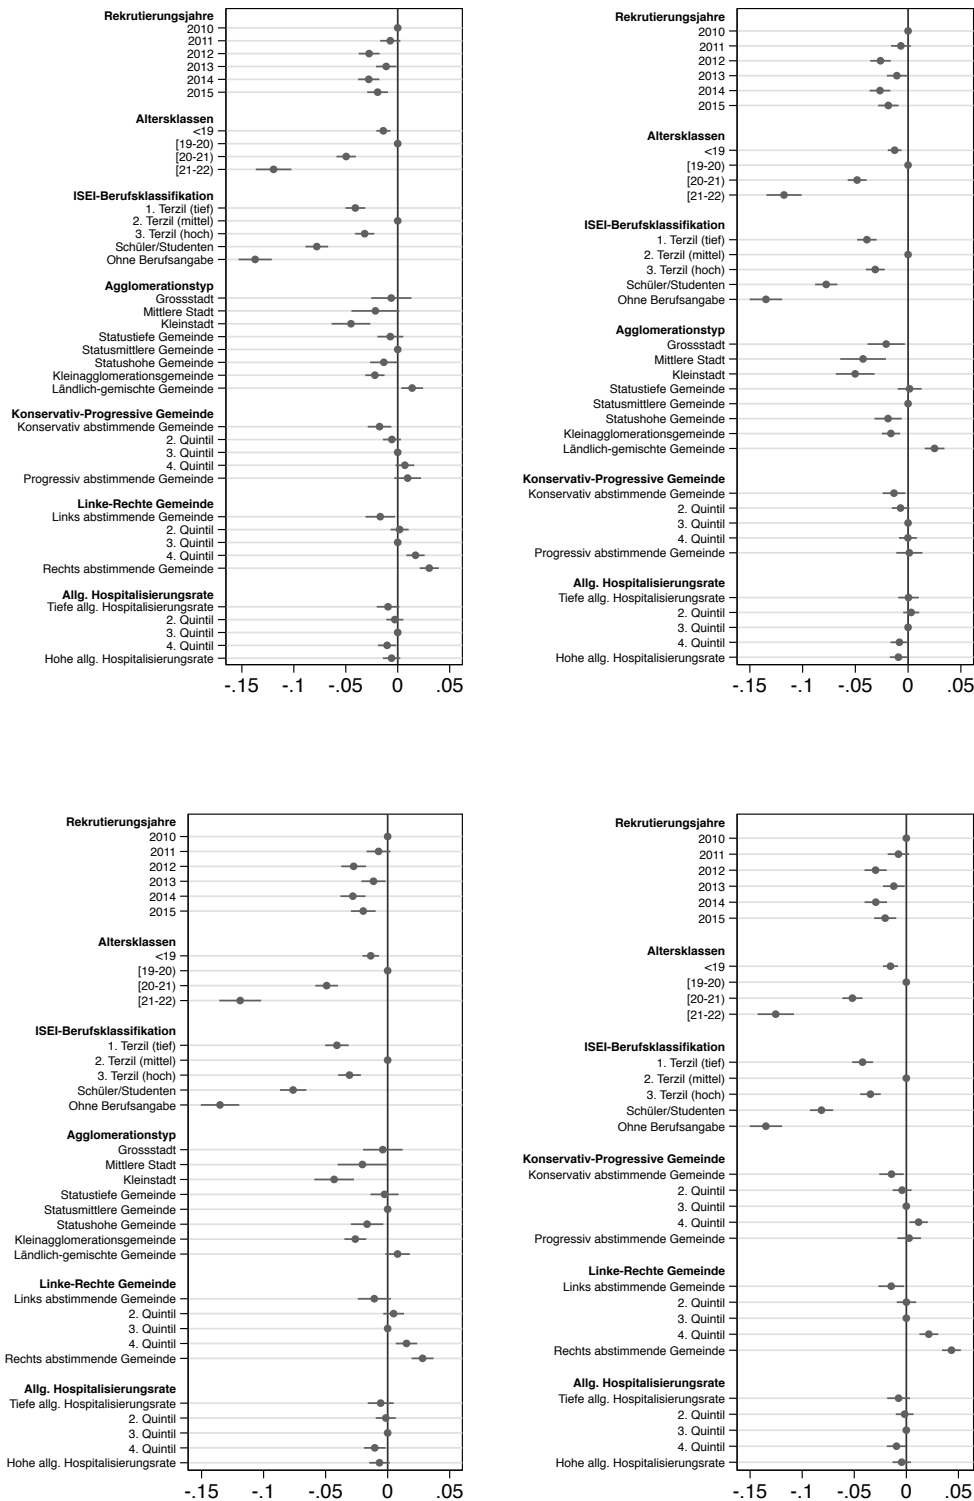 Rekrutierungsjahre
2010
2011
2012
2013
2014
2015
Altersklassen
<19
[19-20)
[20-21)
[21-22)
ISEI-Berufsklassifikation
1. Terzil (tief)
2. Terzil (mittel)
3. Terzil (hoch)
Schüler/Studenten
Ohne Berufsangabe
Agglomerationstyp
Grossstadt
Mittlere Stadt
Kleinstadt
Statustiefe Gemeinde
Statusmittlere Gemeinde
Statushohe Gemeinde
Kleinagglomerationsgemeinde
Ländlich-gemischte Gemeinde
Konservativ-Progressive Gemeinde
Konservativ abstimmende Gemeinde
2. Quintil
3. Quintil
4. Quintil
Progressiv abstimmende Gemeinde
Linke-Rechte Gemeinde
Links abstimmende Gemeinde
2. Quintil
3. Quintil
4. Quintil
Rechts abstimmende Gemeinde
Allg. Hospitalisierungsrate
Tiefe allg. Hospitalisierungsrate
2. Quintil
3. Quintil
4. Quintil
Hohe allg. Hospitalisierungsrate
-.15 -.1 -.05 0 .05
Rekrutierungsjahre
2010
2011
2012
2013
2014
2015
Altersklassen
<19
[19-20)
[20-21)
[21-22)
ISEI-Berufsklassifikation
1. Terzil (tief)
2. Terzil (mittel)
3. Terzil (hoch)
Schüler/Studenten
Ohne Berufsangabe
Agglomerationstyp
Grossstadt
Mittlere Stadt
Kleinstadt
Statustiefe Gemeinde
Statusmittlere Gemeinde
Statushohe Gemeinde
Kleinagglomerationsgemeinde
Ländlich-gemischte Gemeinde
Konservativ-Progressive Gemeinde
Konservativ abstimmende Gemeinde
2. Quintil
3. Quintil
4. Quintil
Progressiv abstimmende Gemeinde
Allg. Hospitalisierungsrate
Tiefe allg. Hospitalisierungsrate
2. Quintil
3. Quintil
4. Quintil
Hohe allg. Hospitalisierungsrate
-.15 -.1 -.05 0 .05
Rekrutierungsjahre
2010
2011
2012
2013
2014
2015
Altersklassen
<19
[19-20)
[20-21)
[21-22)
ISEI-Berufsklassifikation
1. Terzil (tief)
2. Terzil (mittel)
3. Terzil (hoch)
Schüler/Studenten
Ohne Berufsangabe
Agglomerationstyp
Grossstadt
Mittlere Stadt
Kleinstadt
Statustiefe Gemeinde
Statusmittlere Gemeinde
Statushohe Gemeinde
Kleinagglomerationsgemeinde
Ländlich-gemischte Gemeinde
Linke-Rechte Gemeinde
Links abstimmende Gemeinde
2. Quintil
3. Quintil
4. Quintil
Rechts abstimmende Gemeinde
Allg. Hospitalisierungsrate
Tiefe allg. Hospitalisierungsrate
2. Quintil
3. Quintil
4. Quintil
Hohe allg. Hospitalisierungsrate
-.15 -.1 -.05 0 .05
Rekrutierungsjahre
2010
2011
2012
2013
2014
2015
Altersklassen
<19
[19-20)
[20-21)
[21-22)
ISEI-Berufsklassifikation
1. Terzil (tief)
2. Terzil (mittel)
3. Terzil (hoch)
Schüler/Studenten
Ohne Berufsangabe
Konservativ-Progressive Gemeinde
Konservativ abstimmende Gemeinde
2. Quintil
3. Quintil
4. Quintil
Progressiv abstimmende Gemeinde
Linke-Rechte Gemeinde
Links abstimmende Gemeinde
2. Quintil
3. Quintil
4. Quintil
Rechts abstimmende Gemeinde
Allg. Hospitalisierungsrate
Tiefe allg. Hospitalisierungsrate
2. Quintil
3. Quintil
4. Quintil
Hohe allg. Hospitalisierungsrate
-.15 -.1 -.05 0 .05